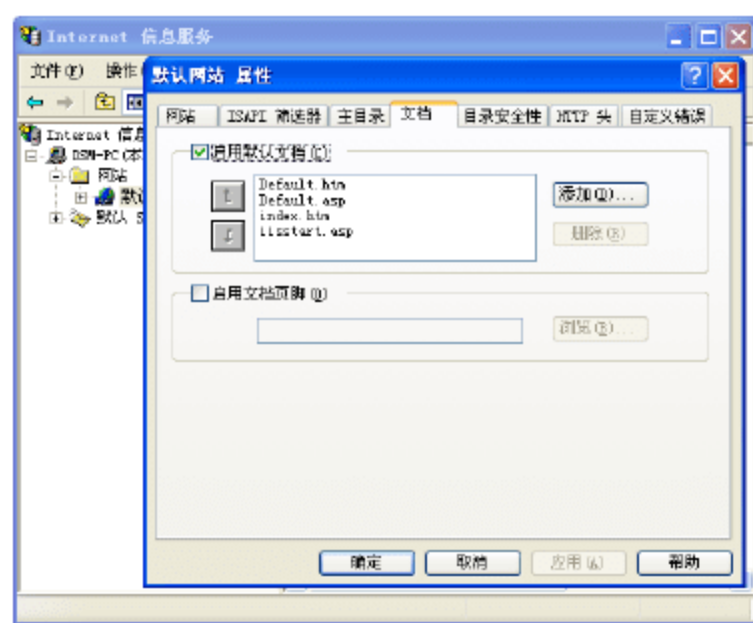 Internet 信息服务
文件(F) 操作
默认网站 属性
网站 ISAPI 筛选器 主目录 文档 目录安全性 HTTP 头 自定义错误
Internet 信息
DSM-PC(本
网站
默认
默认 S
启用默认文档(C)
Default.htm
Default.asp
index.htm
iisstart.asp
添加(D)...
删除(R)
启用文档页脚(O)
浏览(B)...
确定 取消 应用(A) 帮助